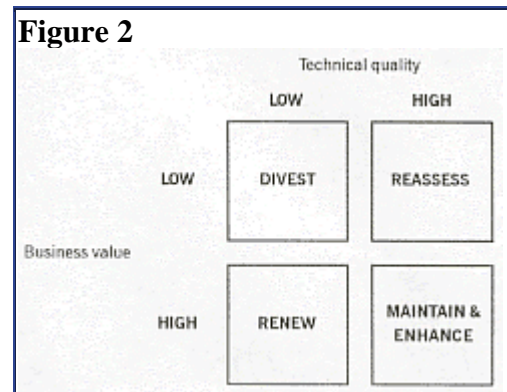 Figure 2
Technical quality
LOW HIGH
LOW DIVEST REASSESS
Business value
HIGH RENEW MAINTAIN &
ENHANCE